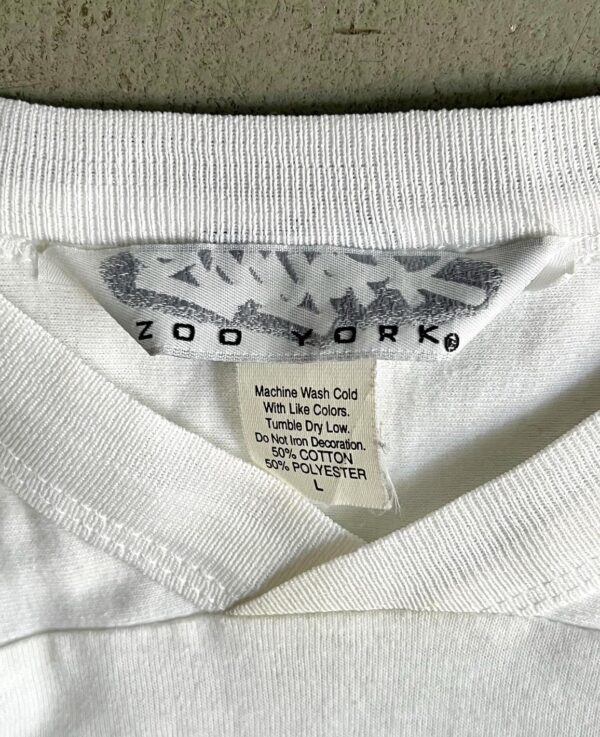 ZOO YORK
Machine Wash Cold
With Like Colors.
Tumble Dry Low.
Do Not Iron Decoration.
50% COTTON
50% POLYESTER
L